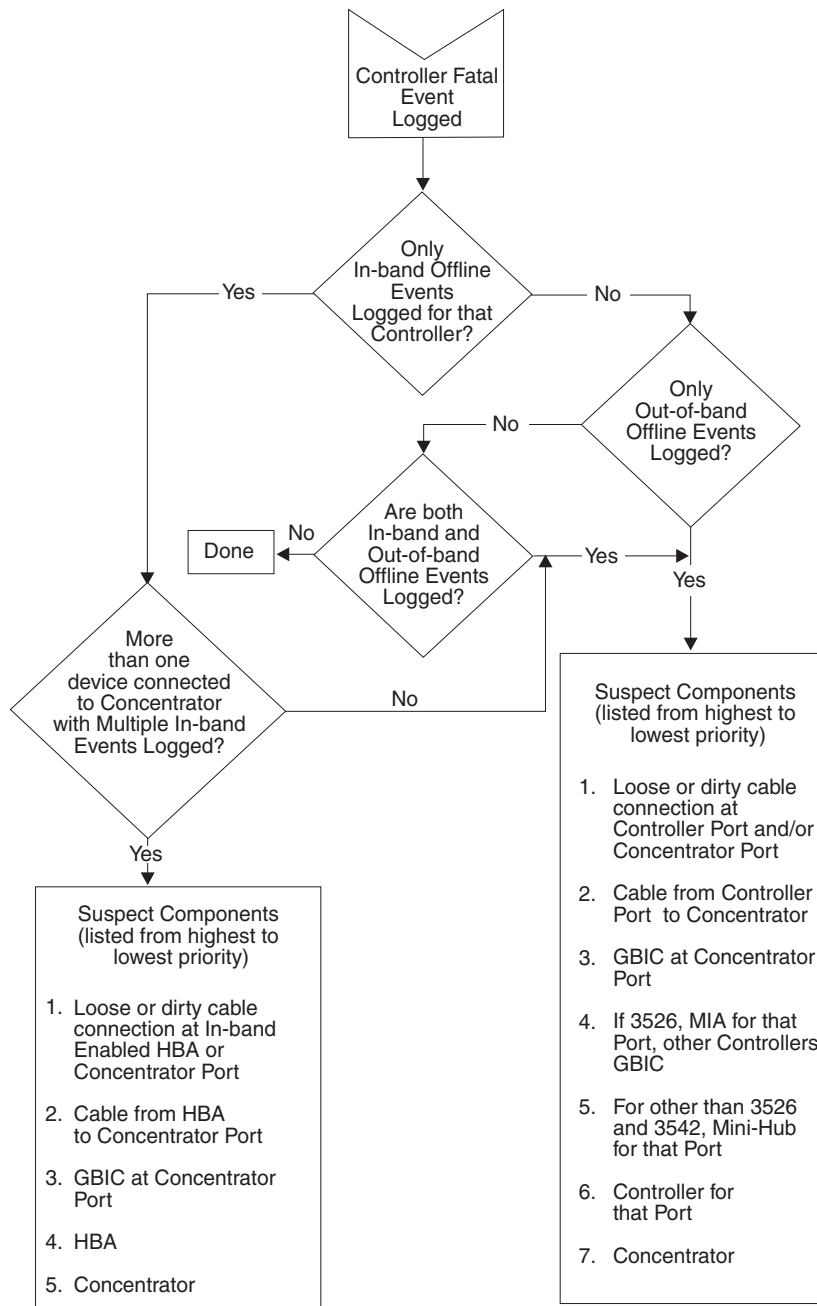 Controller Fatal
Event
Logged
Only
In-band Offline
Events
Logged for that
Controller?
Yes
No
Only
Out-of-band
Offline Events
Logged?
No
Are both
In-band and
Out-of-band
Offline Events
Logged?
No
Done
Yes
Yes
More
than one
device connected
to Concentrator
with Multiple In-band
Events Logged?
No
Yes
Suspect Components
(listed from highest to
lowest priority)
1. Loose or dirty cable
connection at In-band
Enabled HBA or
Concentrator Port
2. Cable from HBA
to Concentrator Port
3. GBIC at Concentrator
Port
4. HBA
5. Concentrator
Suspect Components
(listed from highest to
lowest priority)
1. Loose or dirty cable
connection at
Controller Port and/or
Concentrator Port
2. Cable from Controller
Port to Concentrator
3. GBIC at Concentrator
Port
4. If 3526, MIA for that
Port, other Controllers
GBIC
5. For other than 3526
and 3542, Mini-Hub
for that Port
6. Controller for
that Port
7. Concentrator